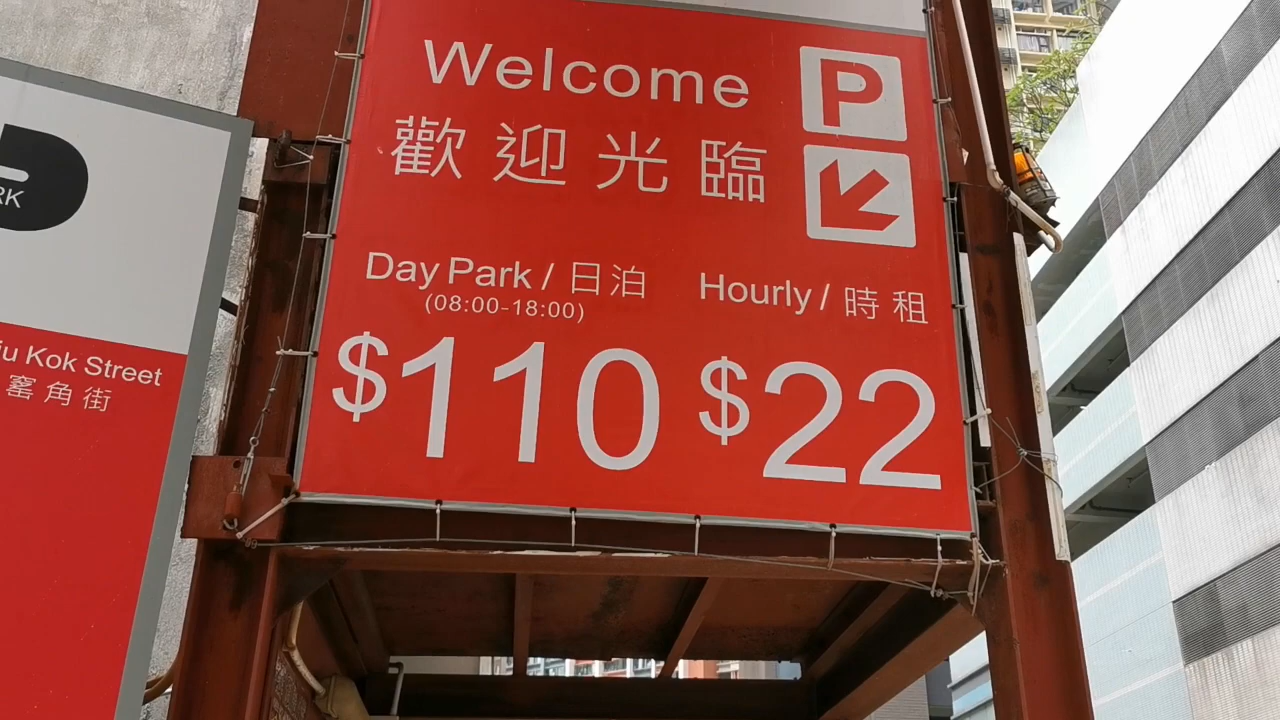 Welcome
歡迎光臨
P
Day Park / 日泊
(08:00-18:00)
$110
Hourly / 時租
$22
Kok Street
窰角街